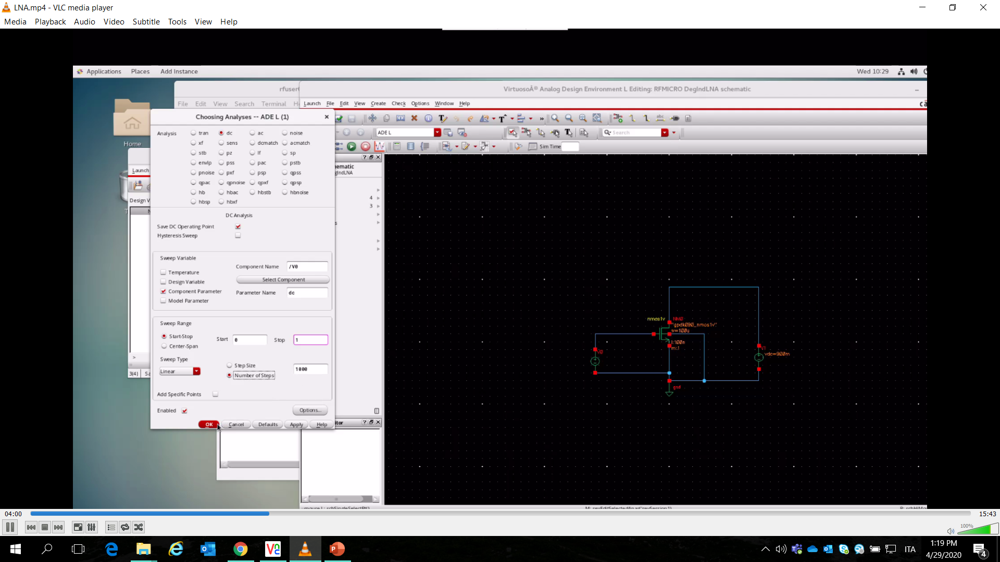 LNA.mp4 - VLC media player
Media Playback Audio Video Subtitle Tools View Help
Applications Places Add Instance
Wed 10:29
rfuser
Virtuoso® Analog Design Environment L Editing: RFMICRO DegIndLNA schematic
File Edit View Search Terminal
Launch File Edit View Create Check Options Window Help
Choosing Analyses -- ADE L (1)
ADE L
Search
Sim Time
Home
Launch
Design V
3(4)
Analysis
tran dc ac noise
xf sens dcmatch acmatch
stb pz lf sp
envlp pss pac pstb
pnoise pxf psp qpss
qpac qpnoise qpxf qpsp
hb hbac hbstb hbnoise
hbsp hbxf
4
3
DC Analysis
Save DC Operating Point
Hysteresis Sweep
Sweep Variable
Temperature
Design Variable
Component Parameter
Model Parameter
Component Name /V0
Select Component
Parameter Name dc
Sweep Range
Start-Stop
Center-Span
Start 0 Stop 1
Sweep Type
Linear
Step Size
Number of Steps
1000
Add Specific Points
Enabled
Options...
OK Cancel Defaults Apply Help
nmos1v NM0
"gpdk090_nmos1v"
w=100u
l:100n
m:1
V0
V1
vdc=900m
gnd
04:00
15:43
100%
ITA
1:19 PM
4/29/2020
4